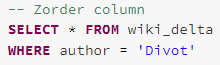 -- Zorder column
SELECT * FROM wiki_delta
WHERE author = 'Divot'